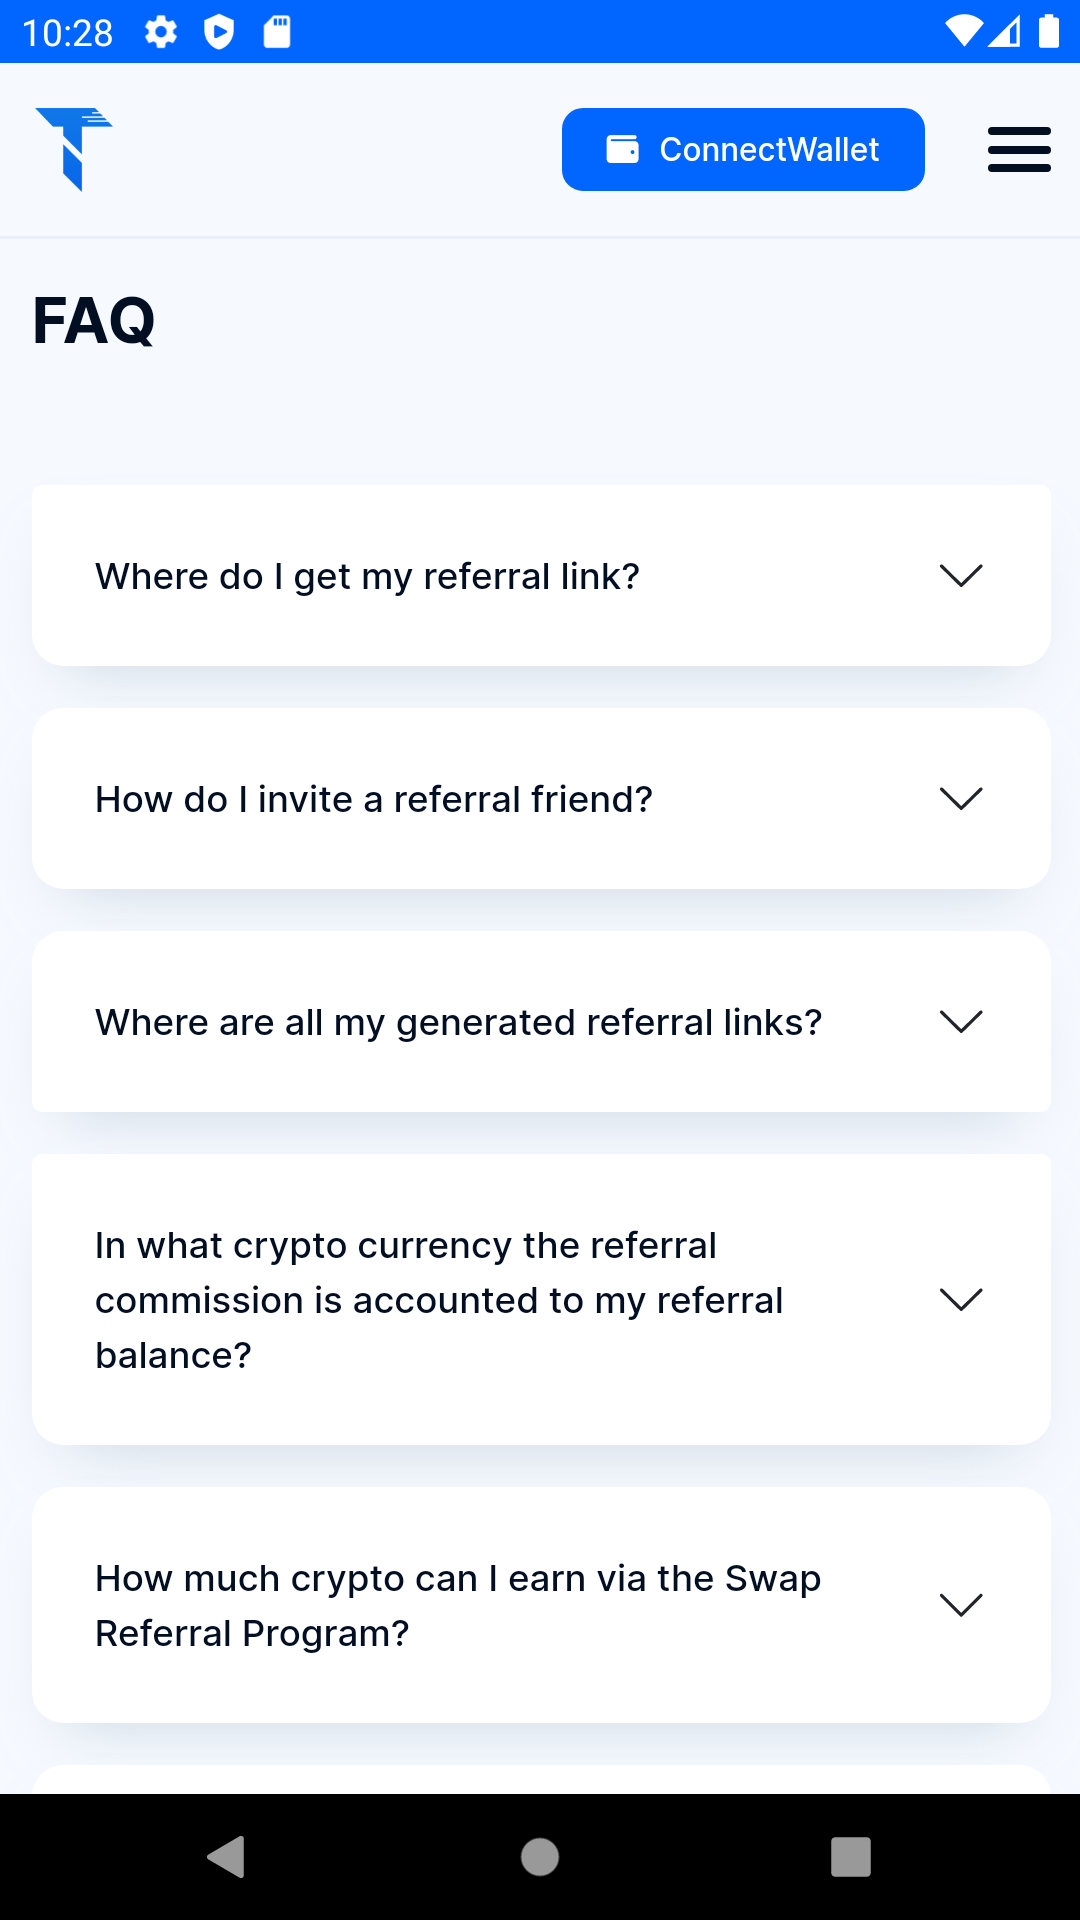 10:28
ConnectWallet
FAQ
Where do I get my referral link?
How do I invite a referral friend?
Where are all my generated referral links?
In what crypto currency the referral
commission is accounted to my referral
balance?
How much crypto can I earn via the Swap
Referral Program?